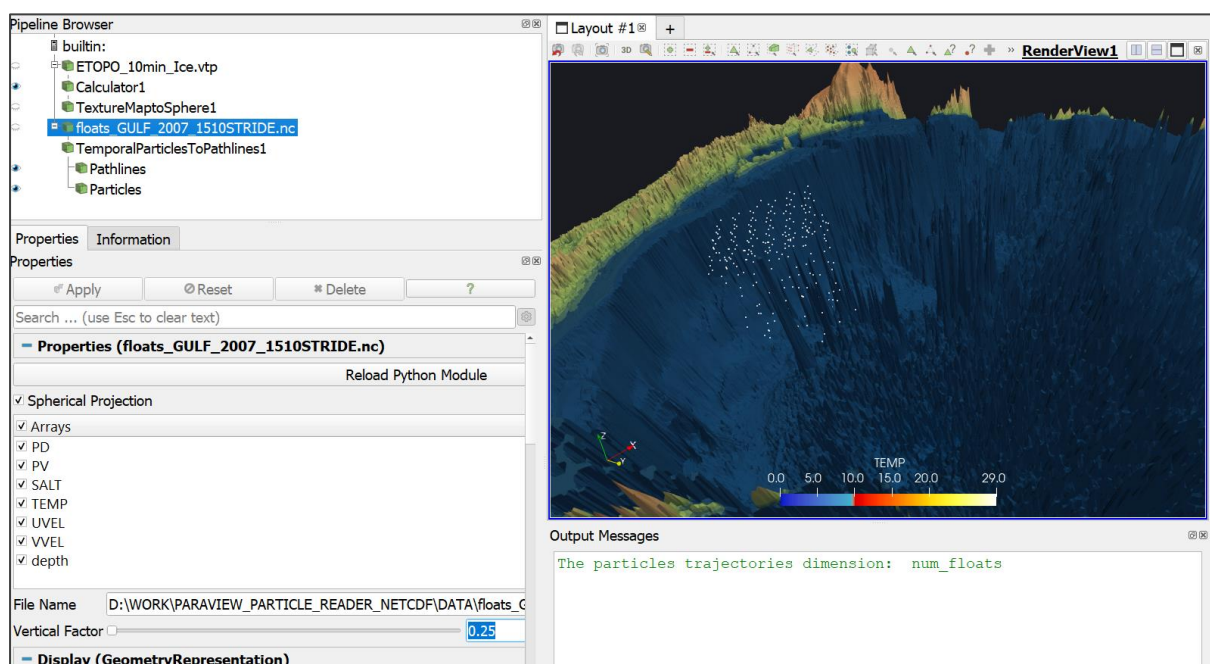 Pipeline Browser
builtin:
ETOPO_10min_Ice.vtp
Calculator1
TextureMaptoSphere1
floats_GULF_2007_1510STRIDE.nc
TemporalParticlesToPathlines1
Pathlines
Particles
Properties Information
Properties
Apply Reset Delete ?
Search ... (use Esc to clear text)
Properties (floats_GULF_2007_1510STRIDE.nc)
Reload Python Module
Spherical Projection
Arrays
PD
PV
SALT
TEMP
UVEL
VVEL
depth
File Name D:\WORK\PARAVIEW_PARTICLE_READER_NETCDF\DATA\floats_G
Vertical Factor 0.25
Display (GeometryRepresentation)
Layout #1 +
3D » RenderView1
Z X Y
TEMP
0.0 5.0 10.0 15.0 20.0 29.0
Output Messages
The particles trajectories dimension: num_floats